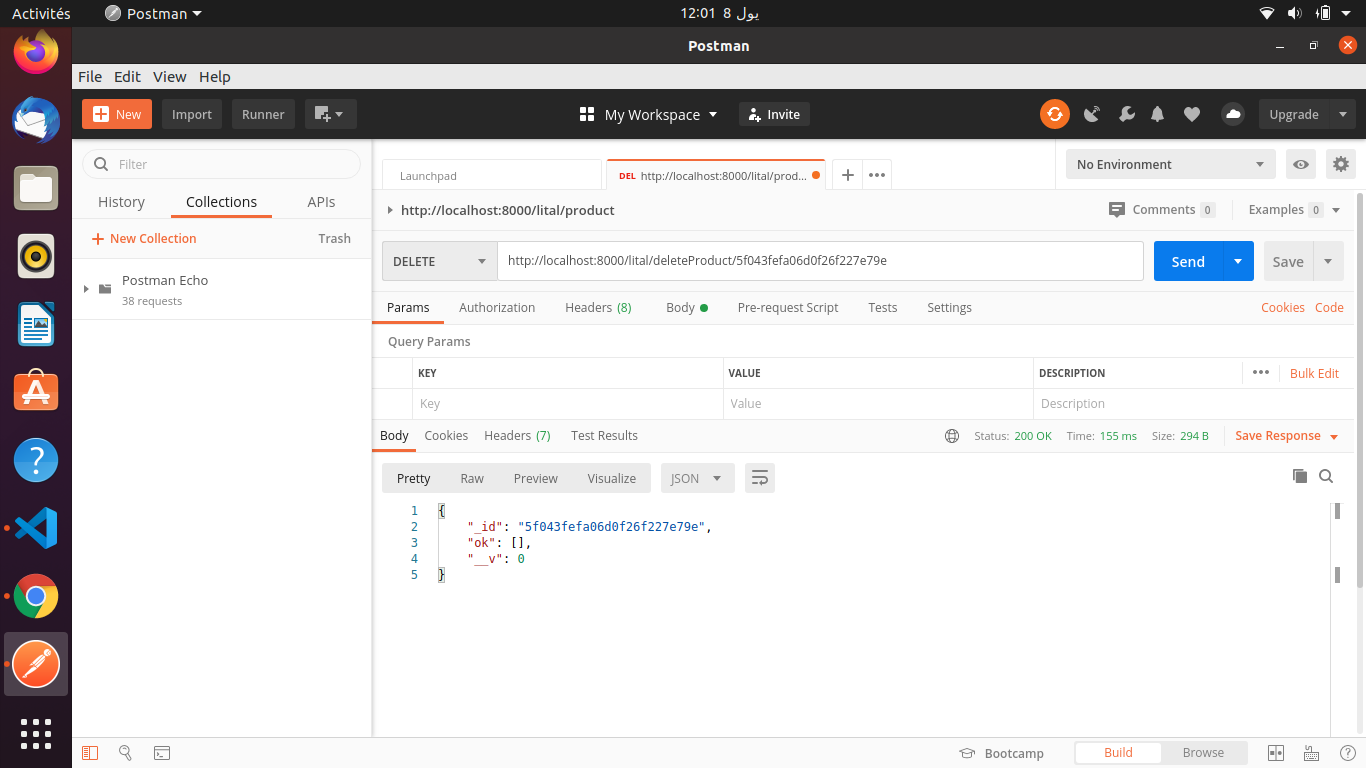 Activités
Postman
12:01 8 يول
Postman
File Edit View Help
New Import Runner
My Workspace
Invite
Upgrade
Filter
History Collections APIs
New Collection
Trash
Postman Echo
38 requests
Launchpad
DEL http://localhost:8000/lital/prod...
No Environment
http://localhost:8000/lital/product
Comments 0
Examples 0
DELETE
http://localhost:8000/lital/deleteProduct/5f043fefa06d0f26f227e79e
Send
Save
Params Authorization Headers (8) Body Pre-request Script Tests Settings
Cookies Code
Query Params
KEY VALUE DESCRIPTION
Bulk Edit
Key Value Description
Body Cookies Headers (7) Test Results
Status: 200 OK Time: 155 ms Size: 294 B
Save Response
Pretty Raw Preview Visualize JSON
1 {
2 "_id": "5f043fefa06d0f26f227e79e",
3 "ok": [],
4 "__v": 0
5 }
Bootcamp
Build Browse